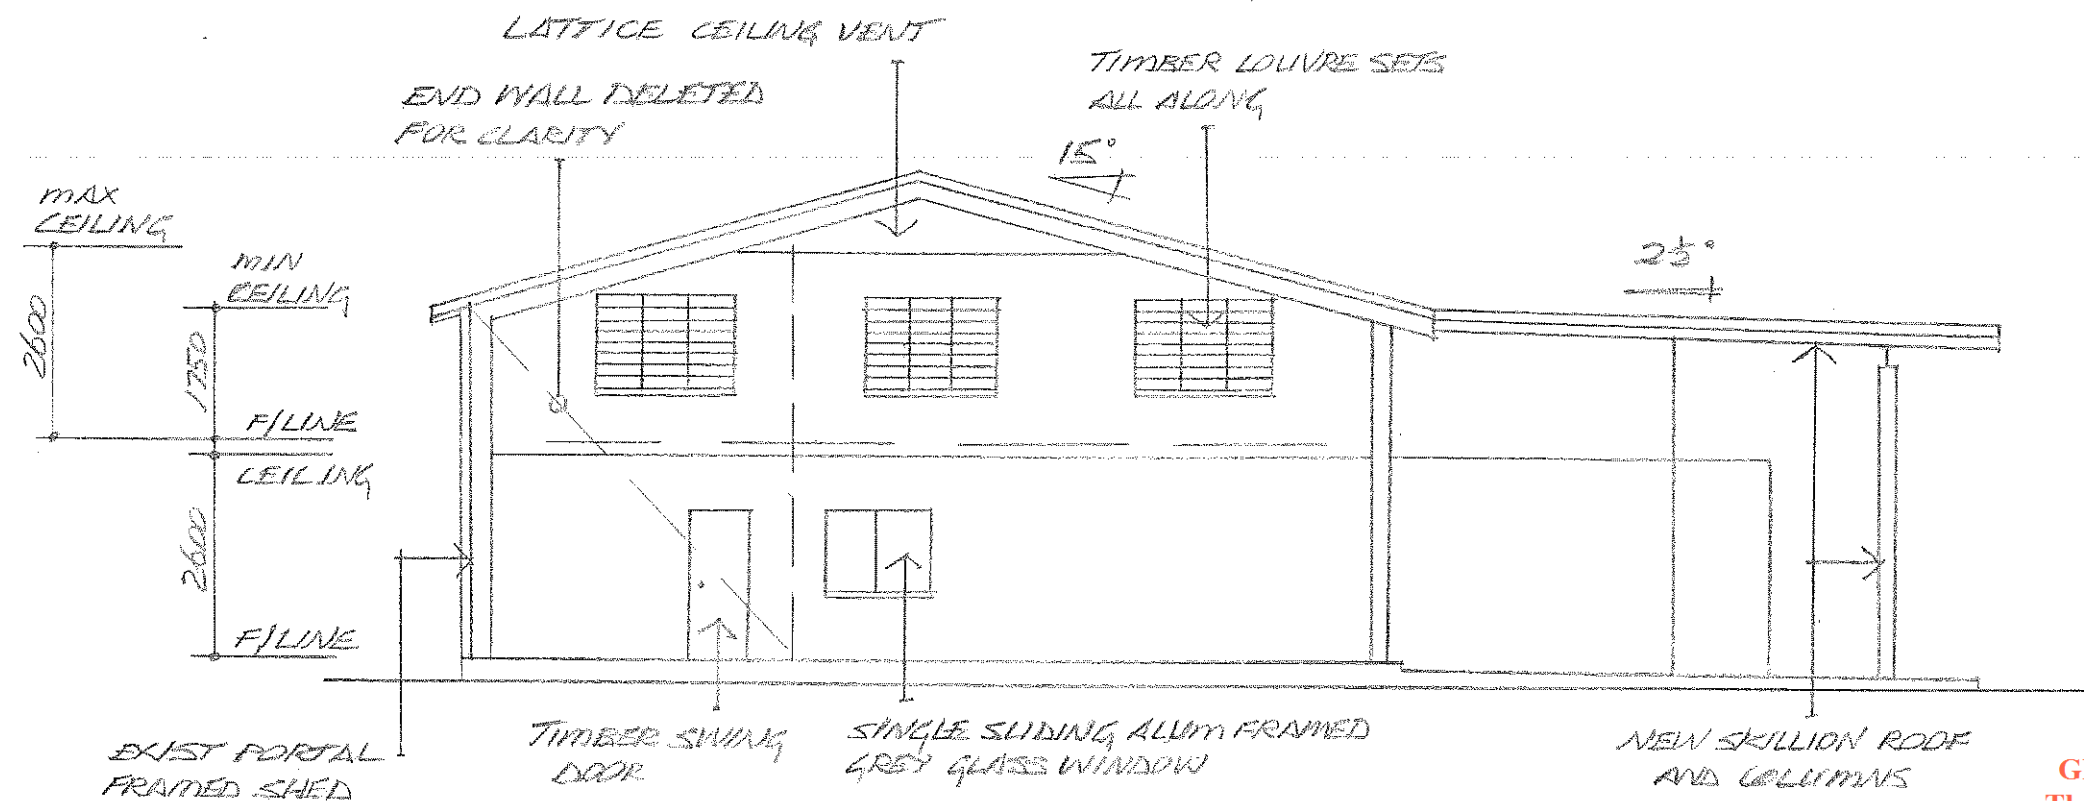 LATTICE CEILING VENT
END WALL DELETED
FOR CLARITY
TIMBER LOUVRE SETS
ALL ALONG
15°
2½°
MAX
CEILING
MIN
CEILING
2600
1750
F/LINE
CEILING
2600
F/LINE
EXIST PORTAL
FRAMED SHED
TIMBER SWING
DOOR
SINGLE SLIDING ALUM FRAMED
GREY GLASS WINDOW
NEW SKILLION ROOF
AND COLUMNS